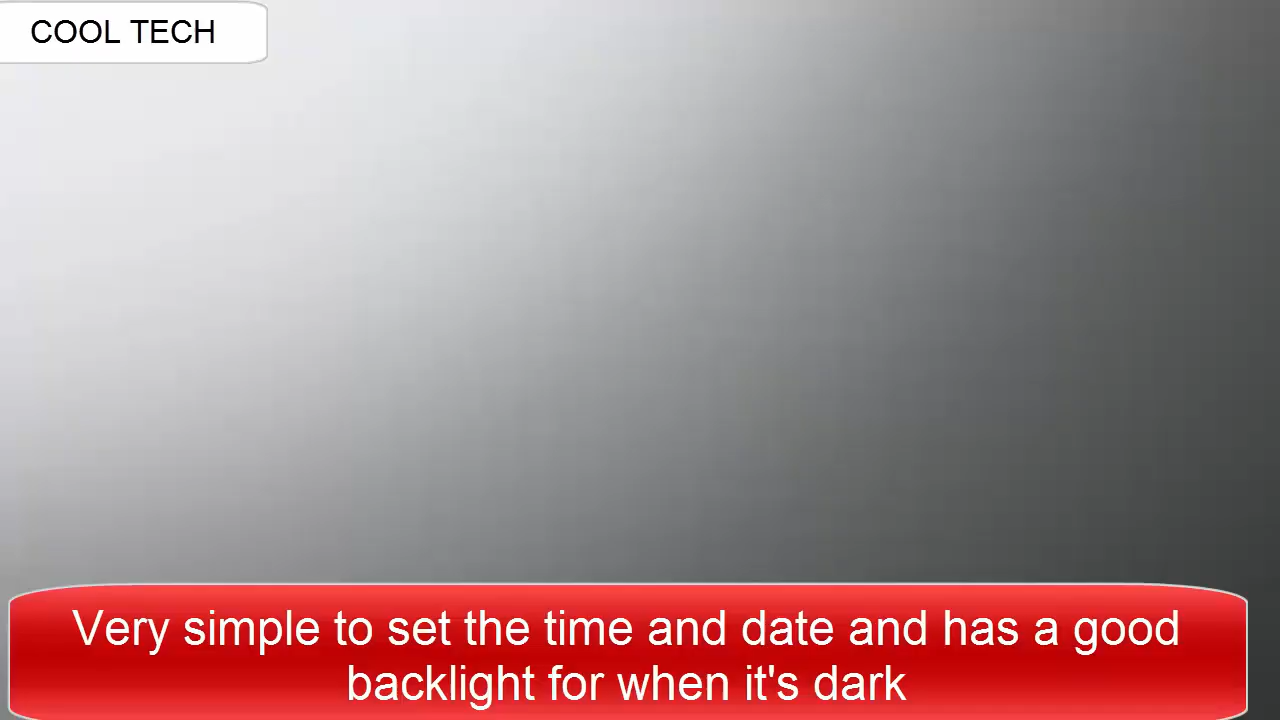 COOL TECH
Very simple to set the time and date and has a good
backlight for when it's dark